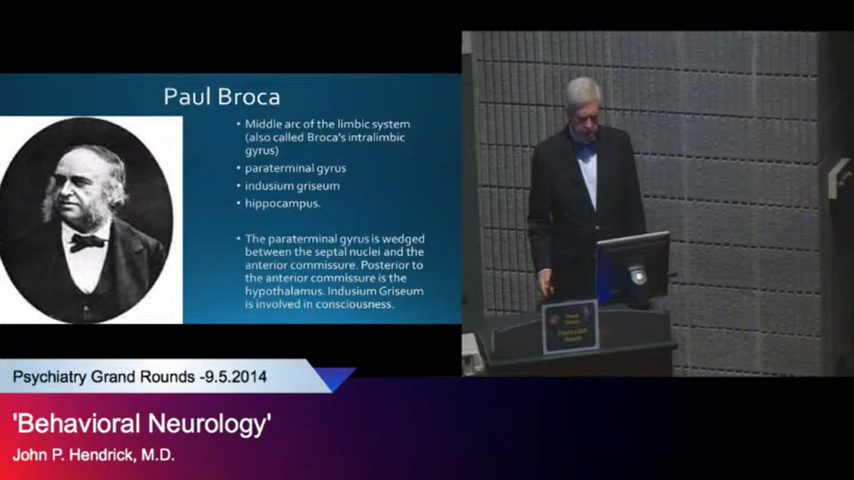 Paul Broca
• Middle arc of the limbic system
(also called Broca's intralimbic
gyrus)
• paraterminal gyrus
• indusium griseum
• hippocampus.
• The paraterminal gyrus is wedged
between the septal nuclei and the
anterior commissure. Posterior to
the anterior commissure is the
hypothalamus. Indusium Griseum
is involved in consciousness.
Psychiatry Grand Rounds -9.5.2014
'Behavioral Neurology'
John P. Hendrick, M.D.